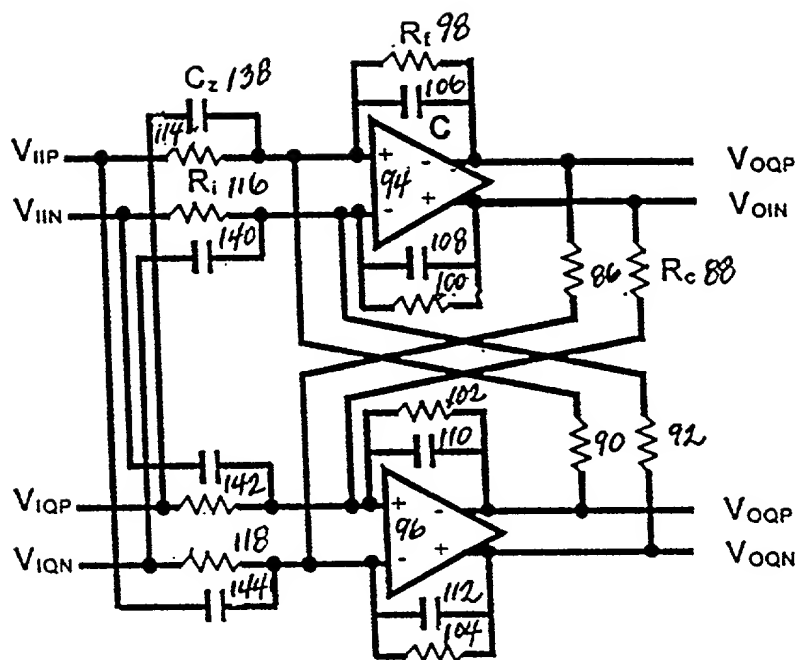 Rf 98
Cz 138
106
C
114
VIIP
+
-
-
VOQP
94
Ri 116
VIIN
-
+
VOIN
140
108
100
86
Rc 88
102
110
90
92
142
VIQP
+
-
VOQP
96
118
VIQN
-
+
VOQN
144
112
104